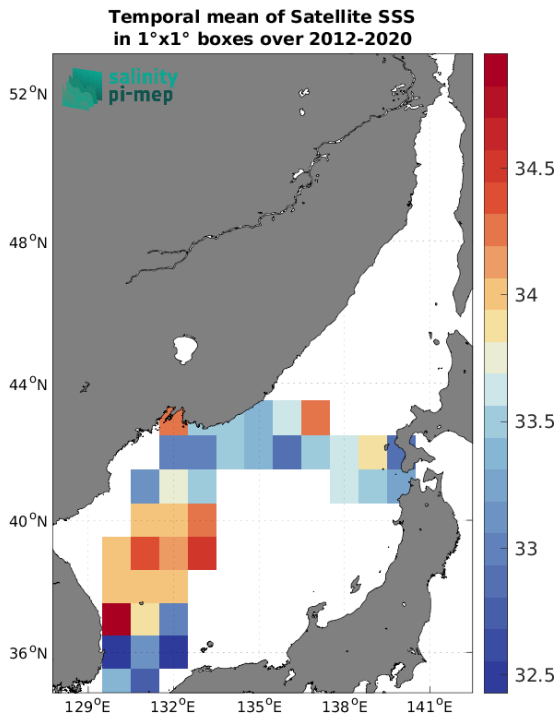 Temporal mean of Satellite SSS
in 1°x1° boxes over 2012-2020
salinity
pi-mep
52°N
48°N
44°N
40°N
36°N
129°E
132°E
135°E
138°E
141°E
34.5
34
33.5
33
32.5